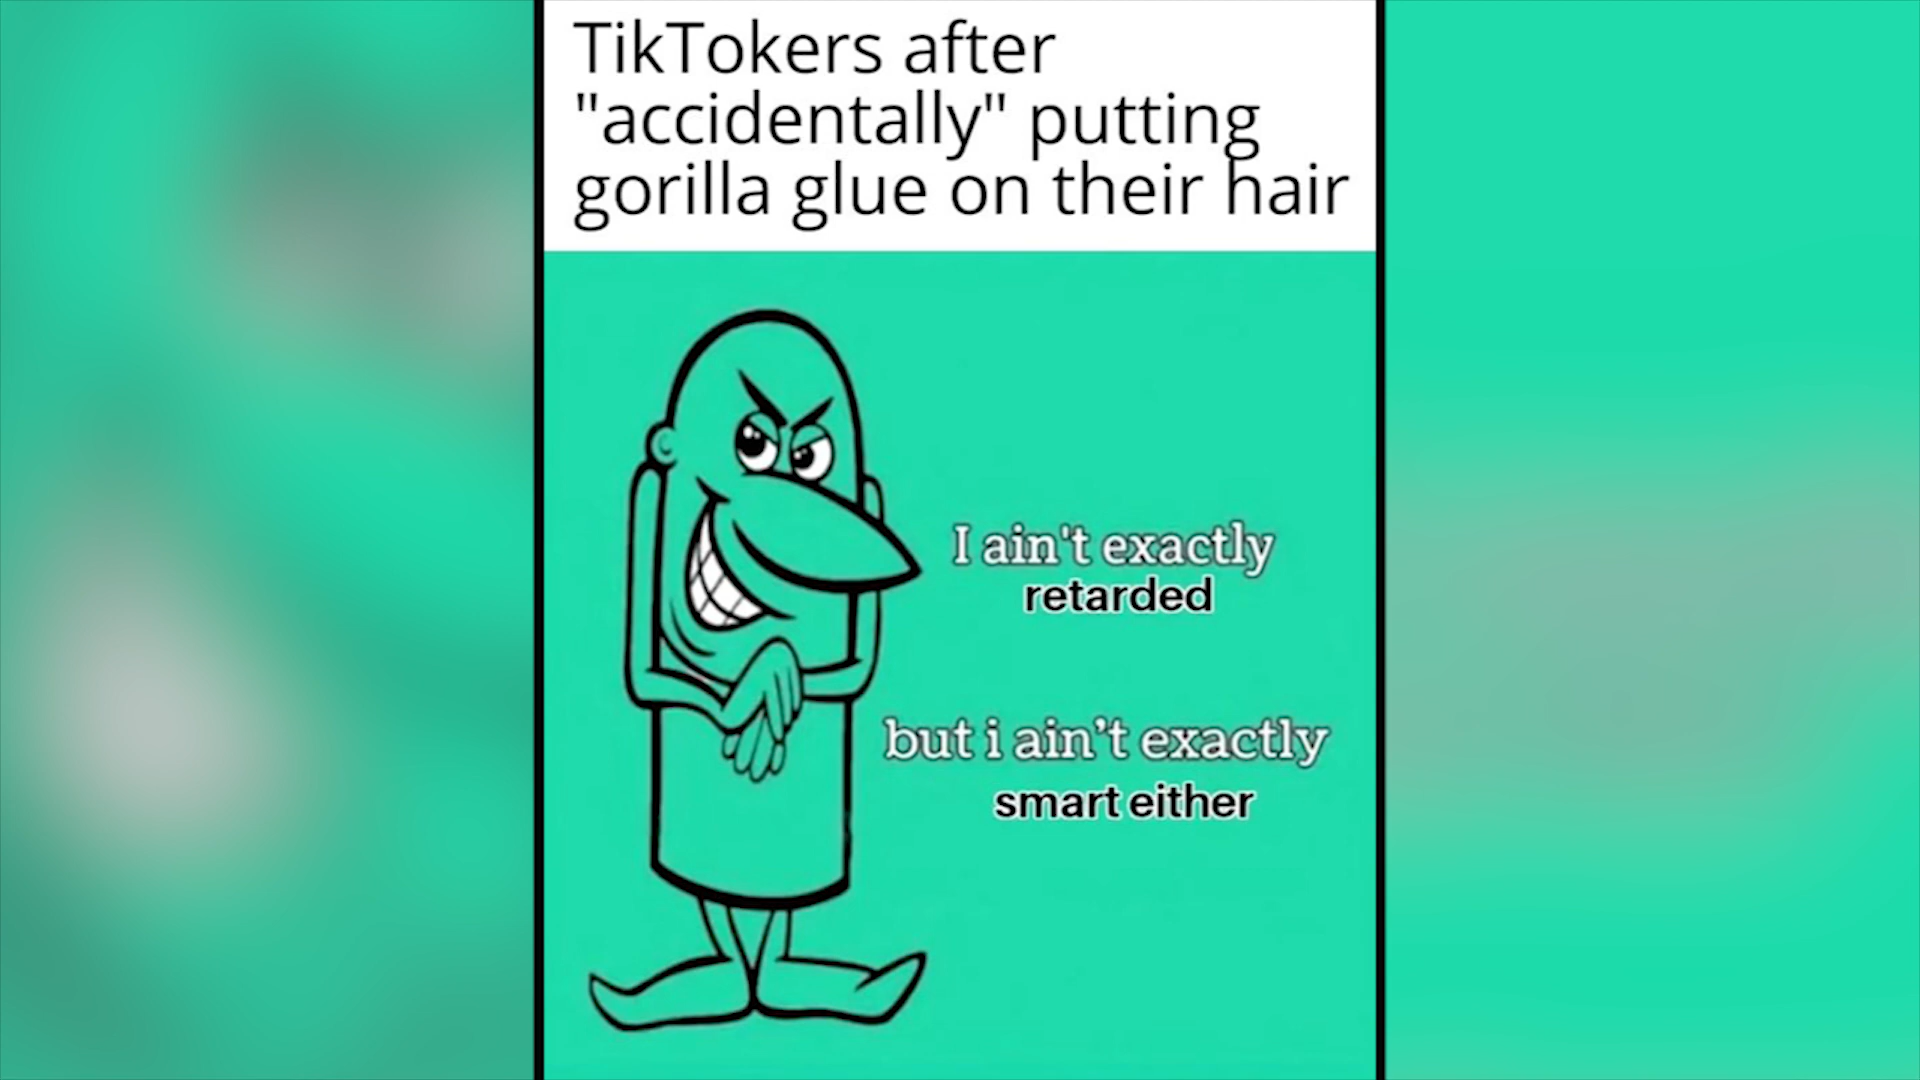 TikTokers after
"accidentally" putting
gorilla glue on their hair
I ain't exactly
retarded
but i ain't exactly
smart either